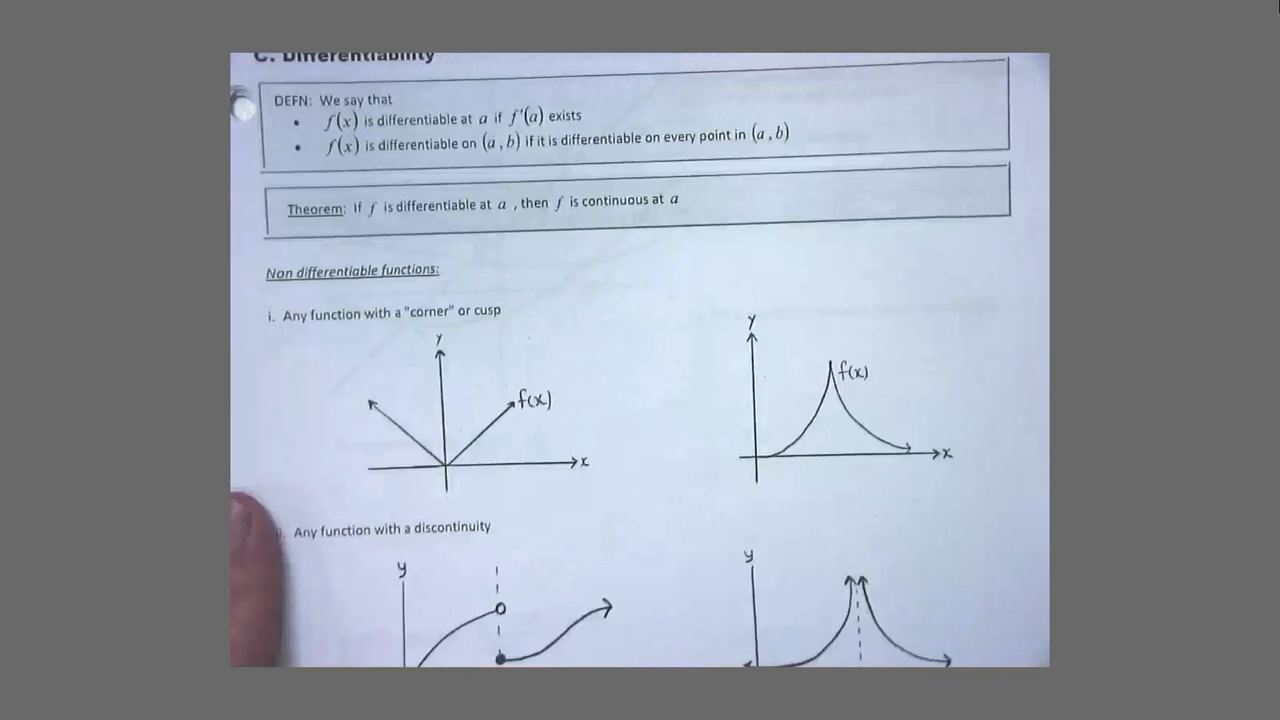 C. Differentiability
DEFN: We say that
• f(x) is differentiable at a if f'(a) exists
• f(x) is differentiable on (a , b) if it is differentiable on every point in (a , b)
Theorem: If f is differentiable at a , then f is continuous at a
Non differentiable functions:
i. Any function with a "corner" or cusp
y
f(x)
x
y
f(x)
x
ii. Any function with a discontinuity
y
y